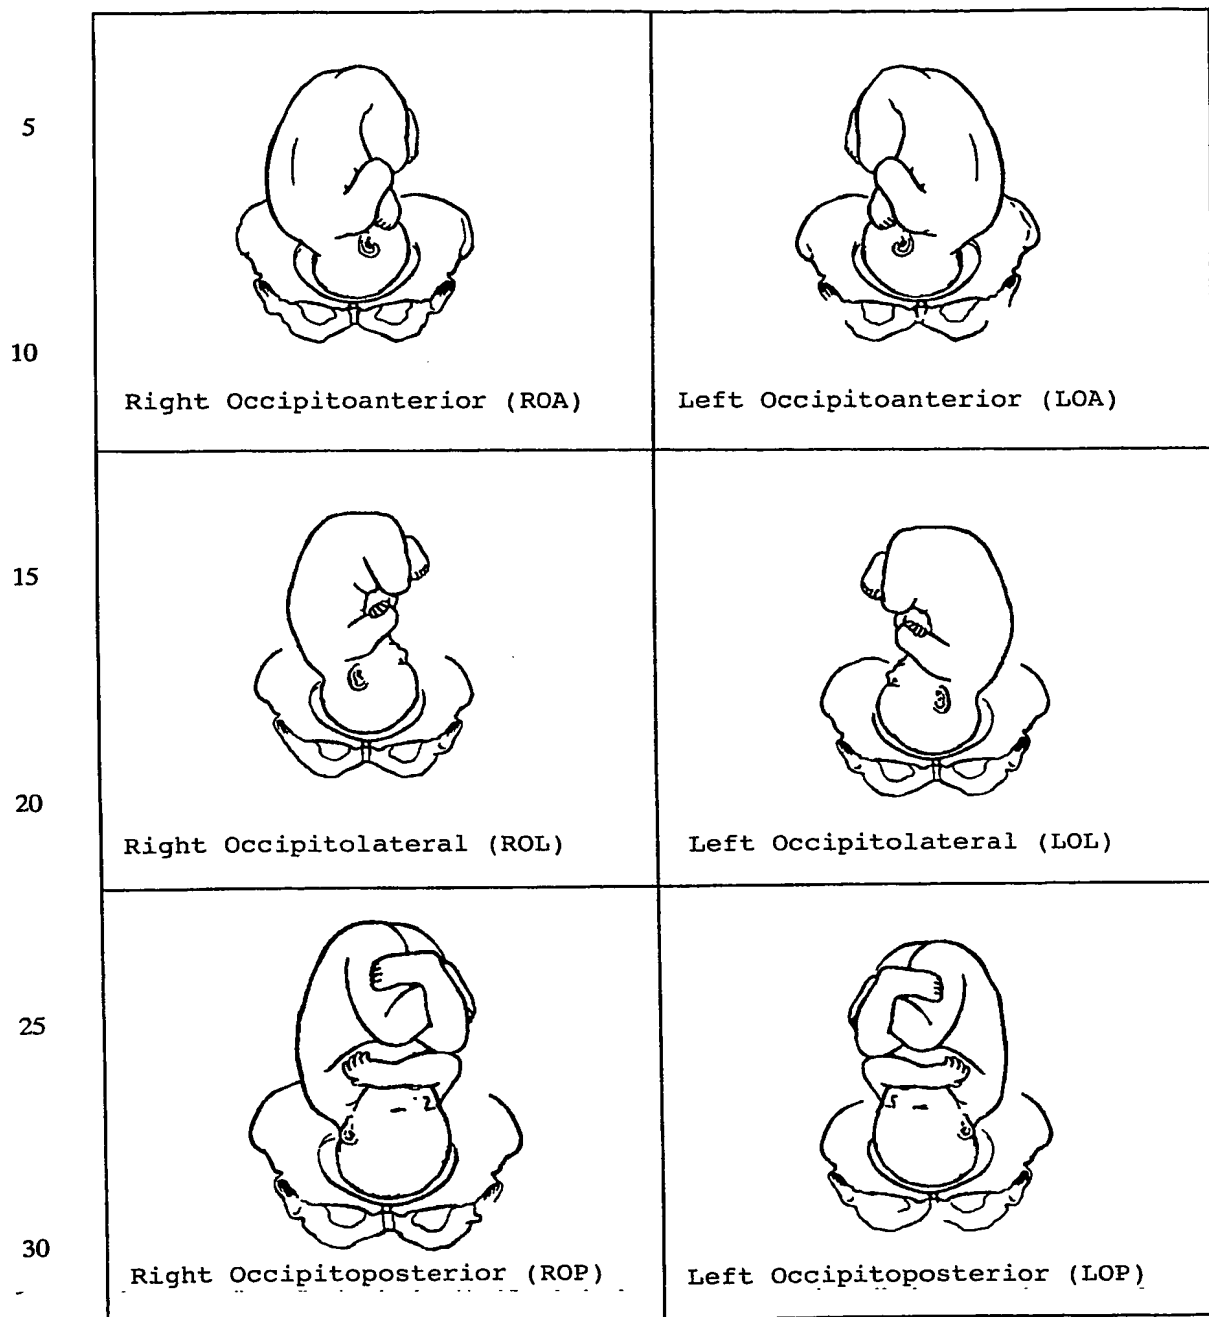 5
10
Right Occipitoanterior (ROA)
Left Occipitoanterior (LOA)
15
20
Right Occipitolateral (ROL)
Left Occipitolateral (LOL)
25
30
Right Occipitoposterior (ROP)
Left Occipitoposterior (LOP)